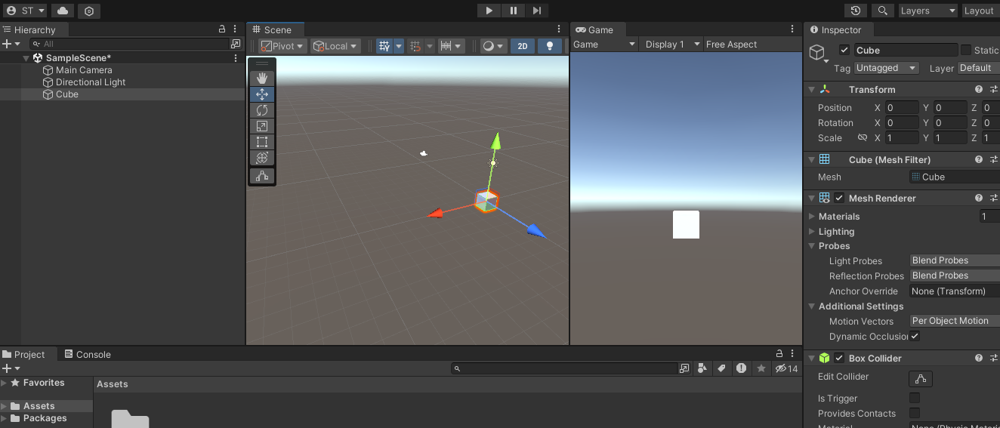 ST
Layers
Layout
Hierarchy
All
SampleScene*
Main Camera
Directional Light
Cube
Scene
Pivot
Local
2D
Game
Game
Display 1
Free Aspect
Inspector
Cube
Static
Tag Untagged Layer Default
Transform
Position X 0 Y 0 Z 0
Rotation X 0 Y 0 Z 0
Scale X 1 Y 1 Z 1
Cube (Mesh Filter)
Mesh Cube
Mesh Renderer
Materials 1
Lighting
Probes
Light Probes Blend Probes
Reflection Probes Blend Probes
Anchor Override None (Transform)
Additional Settings
Motion Vectors Per Object Motion
Dynamic Occlusio
Box Collider
Edit Collider
Is Trigger
Provides Contacts
Material None (Physic Materi
Project
Console
14
Favorites
Assets
Packages
Assets